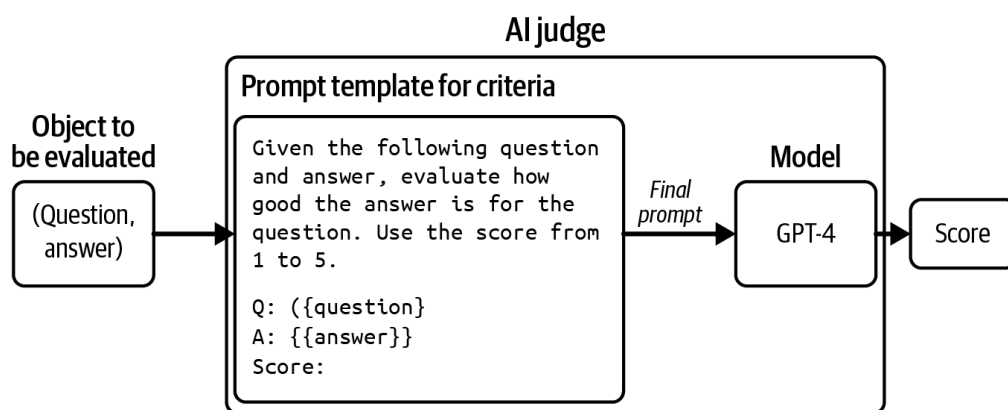 AI judge
Prompt template for criteria
Object to
be evaluated
(Question,
answer)
Given the following question
and answer, evaluate how
good the answer is for the
question. Use the score from
1 to 5.
Q: ({question}
A: {{answer}}
Score:
Final
prompt
Model
GPT-4
Score